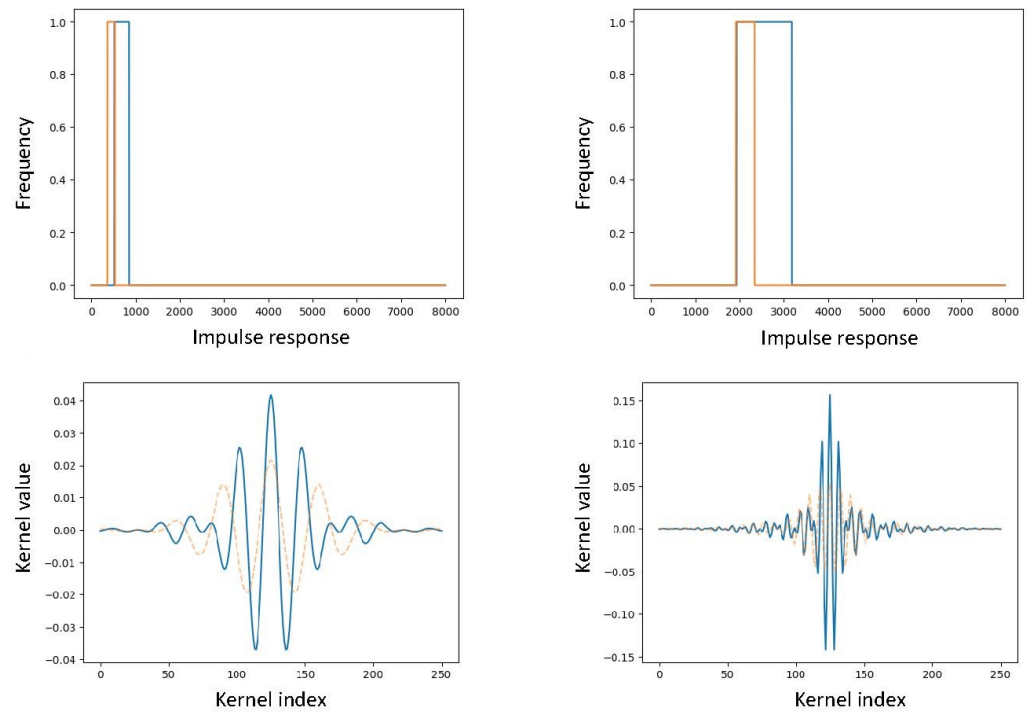 1.0
0.8
0.6
0.4
0.2
0.0
Frequency
0 1000 2000 3000 4000 5000 6000 7000 8000
Impulse response
1.0
0.8
0.6
0.4
0.2
0.0
Frequency
0 1000 2000 3000 4000 5000 6000 7000 8000
Impulse response
0.04
0.03
0.02
0.01
0.00
−0.01
−0.02
−0.03
−0.04
Kernel value
0 50 100 150 200 250
Kernel index
0.15
0.10
0.05
0.00
−0.05
−0.10
−0.15
Kernel value
0 50 100 150 200 250
Kernel index